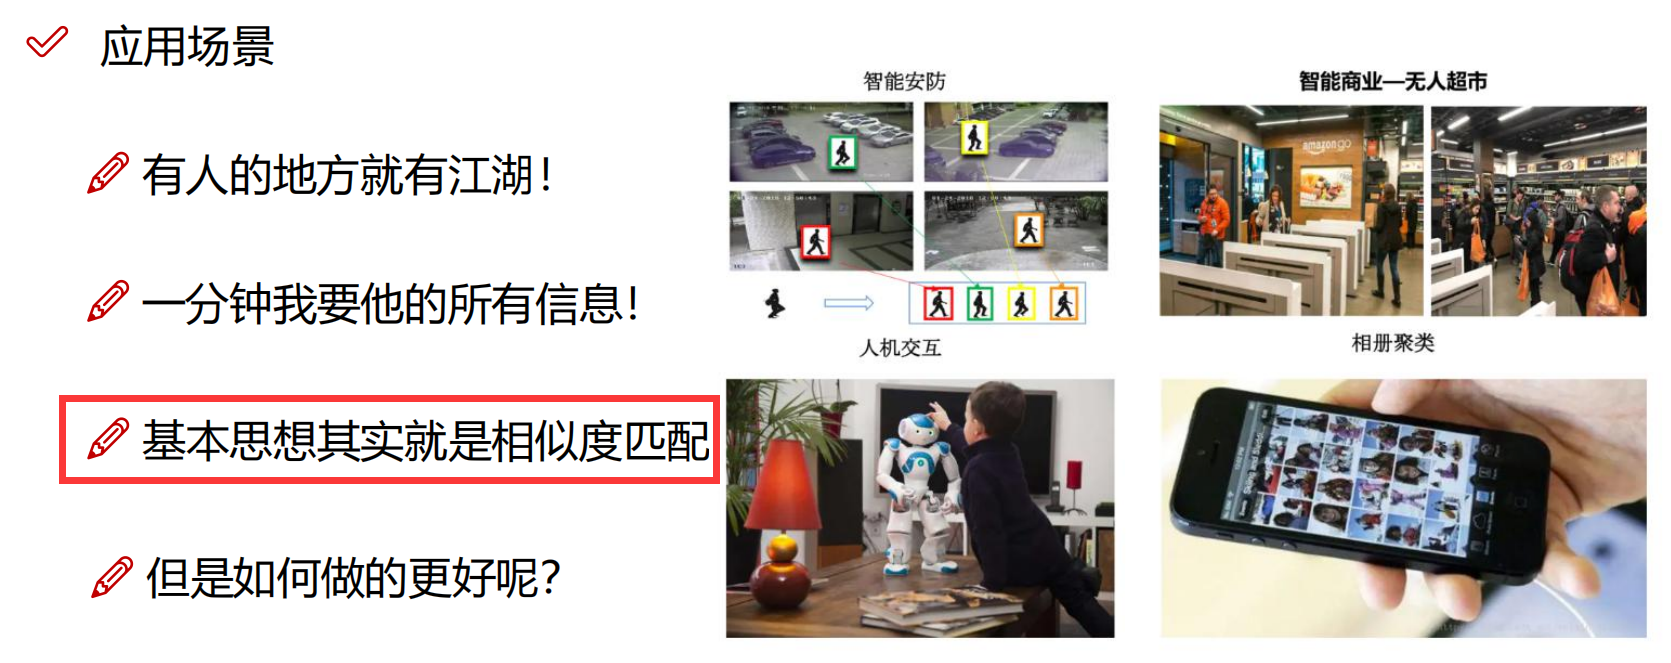 应用场景
有人的地方就有江湖！
一分钟我要他的所有信息！
基本思想其实就是相似度匹配
但是如何做的更好呢？
智能安防
智能商业—无人超市
amazon go
人机交互
相册聚类